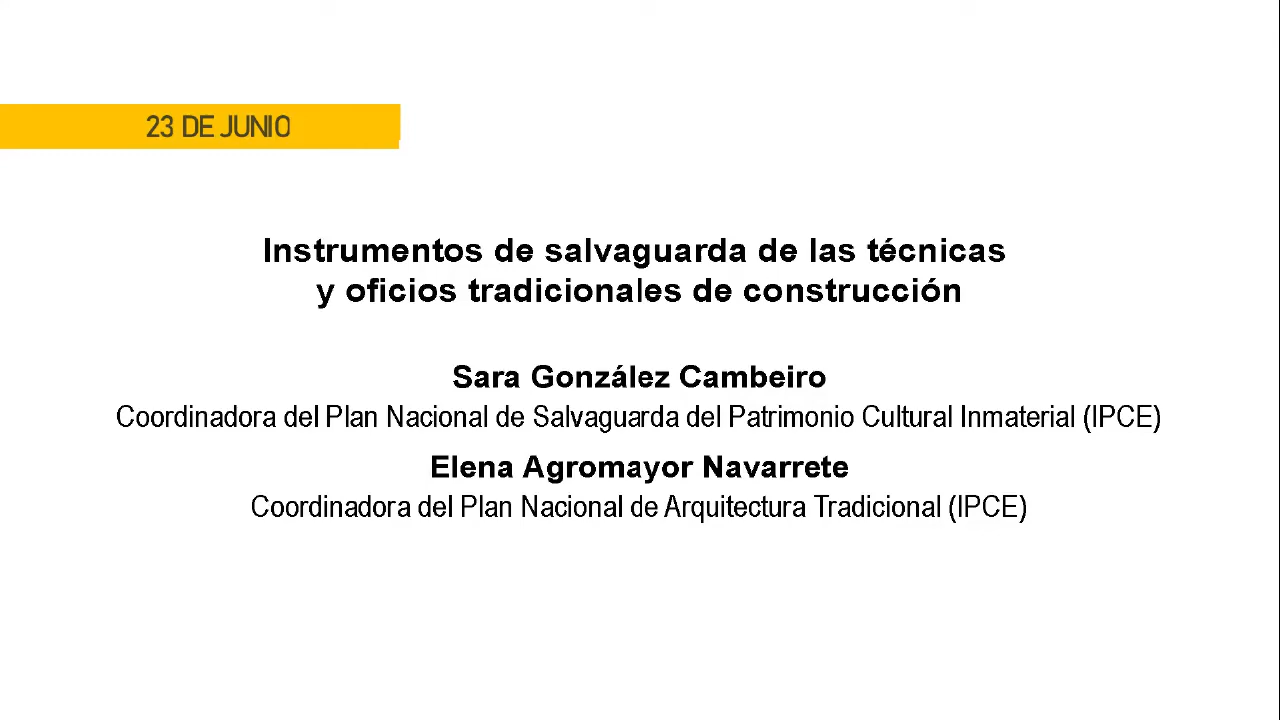 23 DE JUNIO
Instrumentos de salvaguarda de las técnicas
y oficios tradicionales de construcción
Sara González Cambeiro
Coordinadora del Plan Nacional de Salvaguarda del Patrimonio Cultural Inmaterial (IPCE)
Elena Agromayor Navarrete
Coordinadora del Plan Nacional de Arquitectura Tradicional (IPCE)